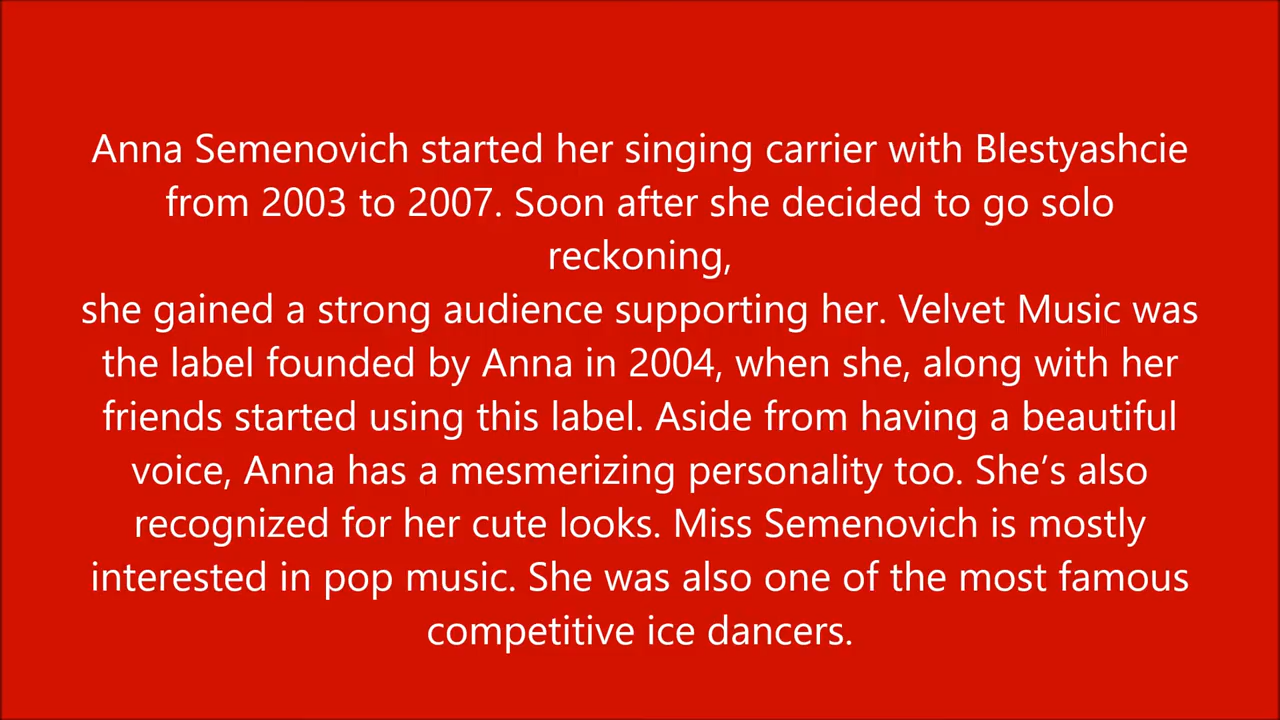 Anna Semenovich started her singing carrier with Blestyashcie
from 2003 to 2007. Soon after she decided to go solo
reckoning,
she gained a strong audience supporting her. Velvet Music was
the label founded by Anna in 2004, when she, along with her
friends started using this label. Aside from having a beautiful
voice, Anna has a mesmerizing personality too. She’s also
recognized for her cute looks. Miss Semenovich is mostly
interested in pop music. She was also one of the most famous
competitive ice dancers.